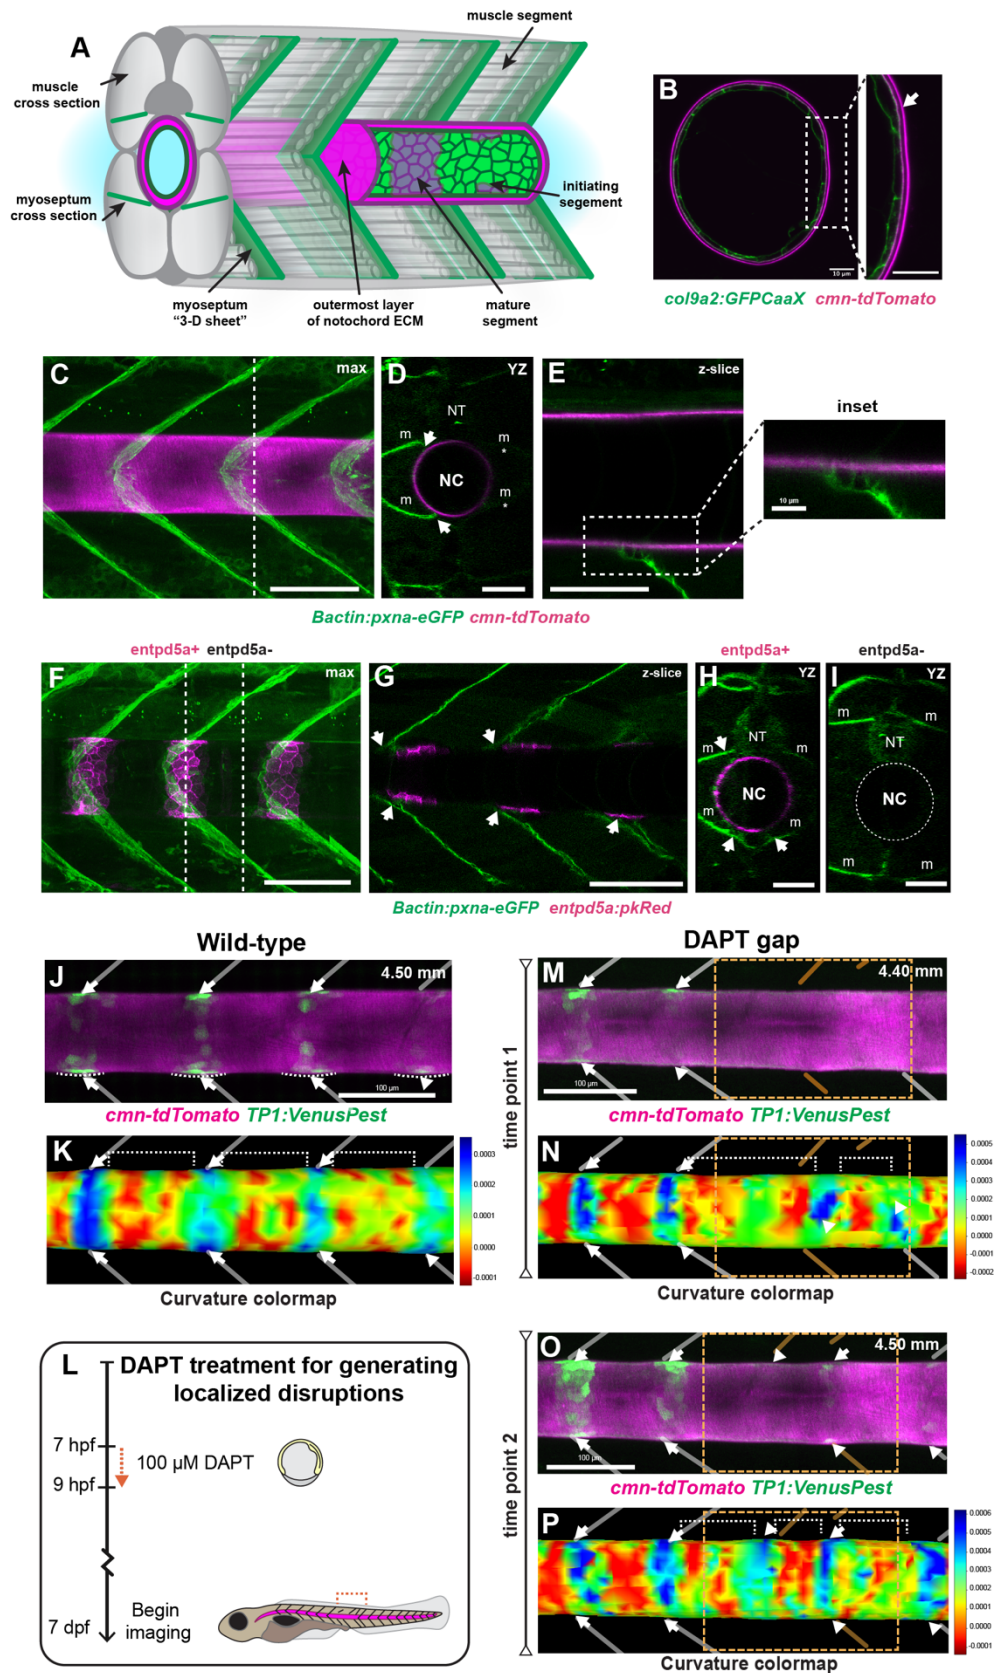 A
muscle segment
muscle
cross section
myoseptum
cross section
initiating
segement
myoseptum
"3-D sheet"
outermost layer
of notochord ECM
mature
segment
B
10 µm
col9a2:GFPCaaX cmn-tdTomato
C
max
D
YZ
NT
m
m
*
NC
m
m
*
E
z-slice
inset
10 µm
Bactin:pxna-eGFP cmn-tdTomato
entpd5a+ entpd5a-
F
max
G
z-slice
entpd5a+
H
YZ
NT
m
m
NC
m
entpd5a-
I
YZ
NT
m
NC
m
Bactin:pxna-eGFP entpd5a:pkRed
Wild-type
J
4.50 mm
100 µm
cmn-tdTomato TP1:VenusPest
K
0.0003
0.0002
0.0001
0.0000
-0.0001
Curvature colormap
L
DAPT treatment for generating
localized disruptions
7 hpf
100 µM DAPT
9 hpf
7 dpf
Begin
imaging
DAPT gap
time point 1
M
4.40 mm
100 µm
cmn-tdTomato TP1:VenusPest
N
0.0005
0.0004
0.0003
0.0002
0.0001
0.0000
-0.0001
-0.0002
Curvature colormap
time point 2
O
4.50 mm
100 µm
cmn-tdTomato TP1:VenusPest
P
0.0006
0.0005
0.0004
0.0003
0.0002
0.0001
0.0000
-0.0001
Curvature colormap